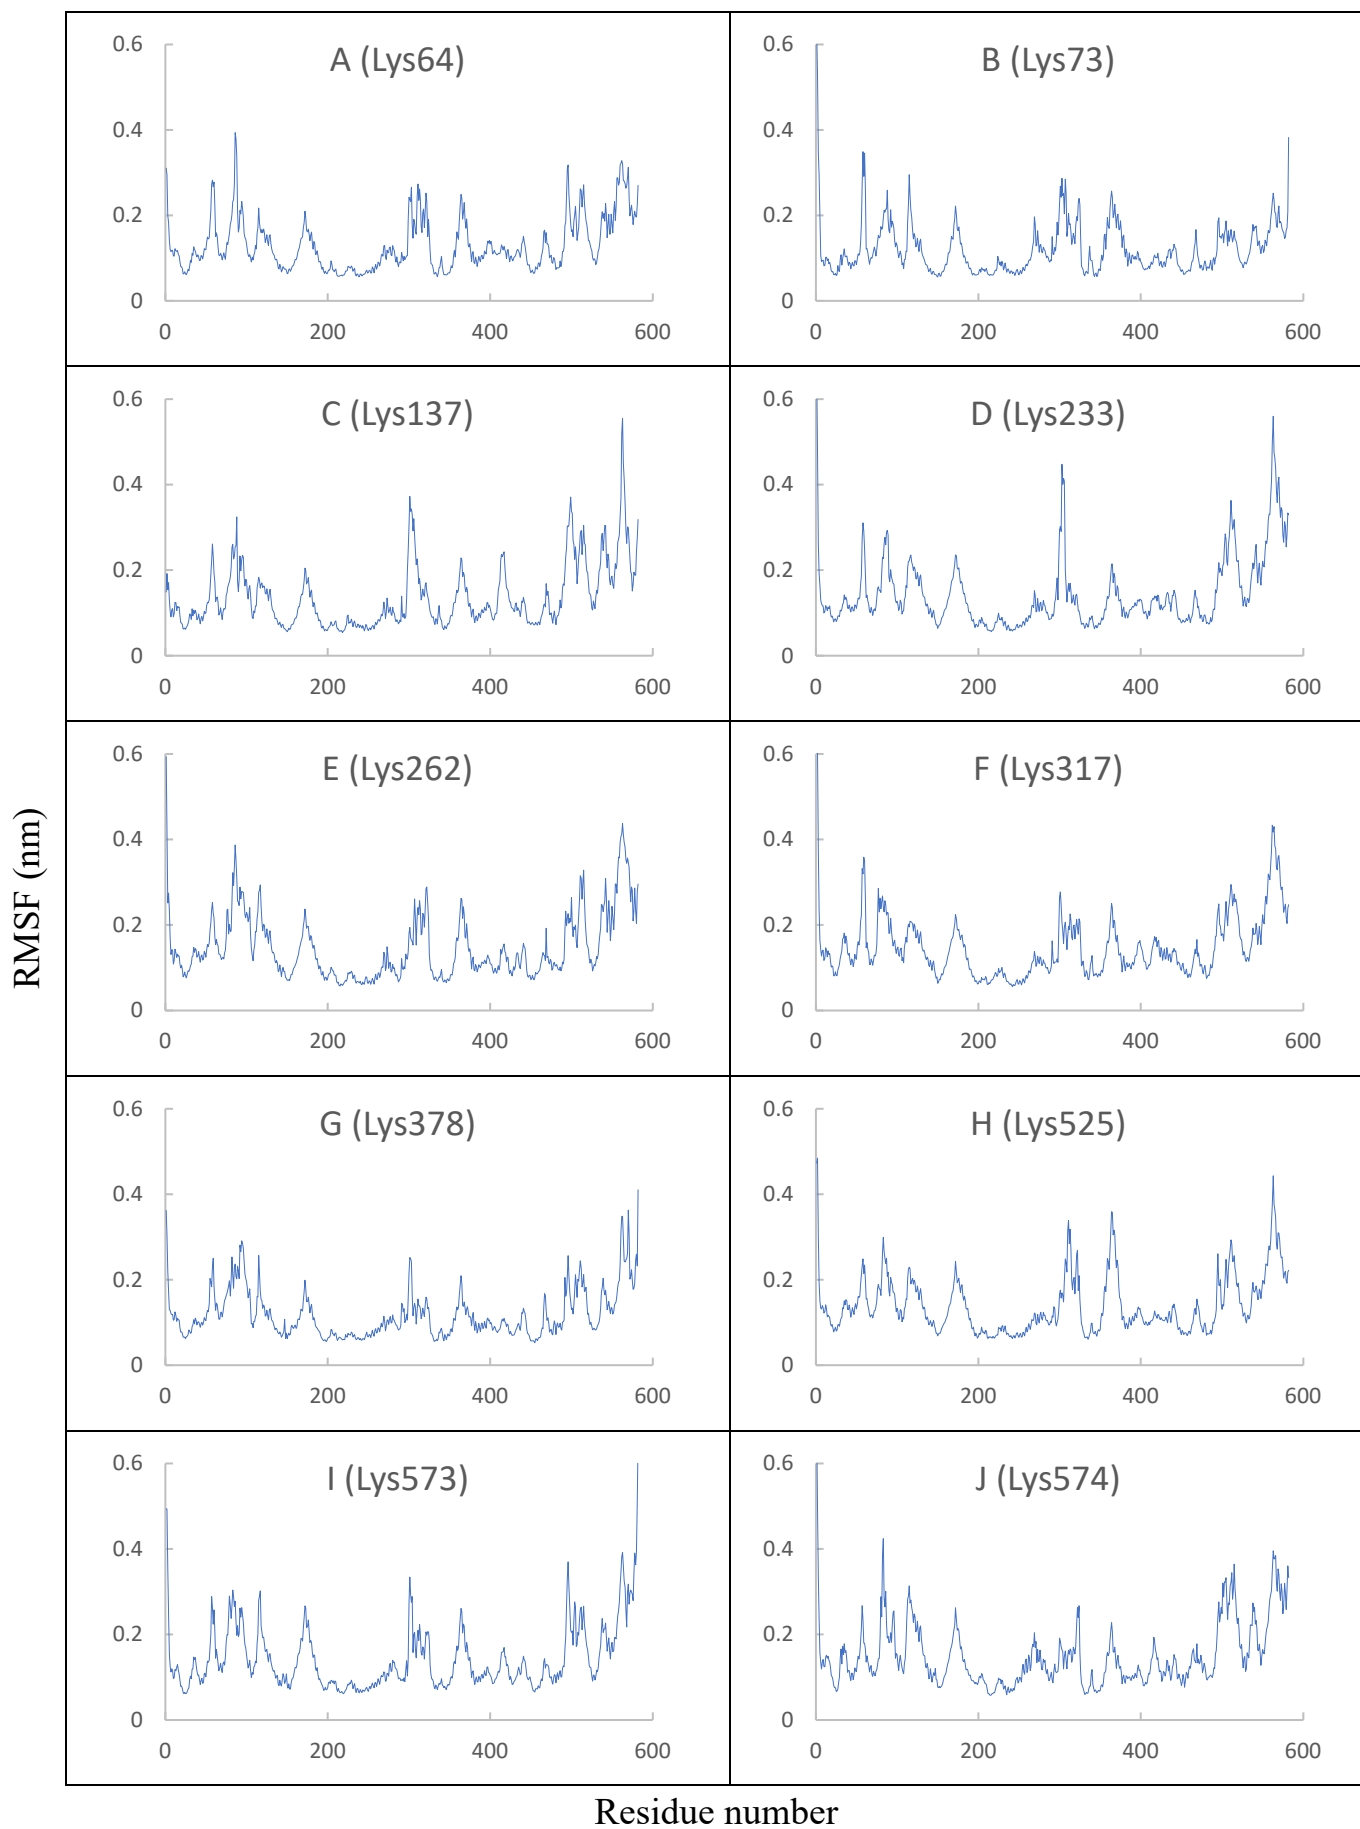 A (Lys64)
0.6
0.4
0.2
0
0 200 400 600
B (Lys73)
0.6
0.4
0.2
0
0 200 400 600
C (Lys137)
0.6
0.4
0.2
0
0 200 400 600
D (Lys233)
0.6
0.4
0.2
0
0 200 400 600
RMSF (nm)
E (Lys262)
0.6
0.4
0.2
0
0 200 400 600
F (Lys317)
0.6
0.4
0.2
0
0 200 400 600
G (Lys378)
0.6
0.4
0.2
0
0 200 400 600
H (Lys525)
0.6
0.4
0.2
0
0 200 400 600
I (Lys573)
0.6
0.4
0.2
0
0 200 400 600
J (Lys574)
0.6
0.4
0.2
0
0 200 400 600
Residue number